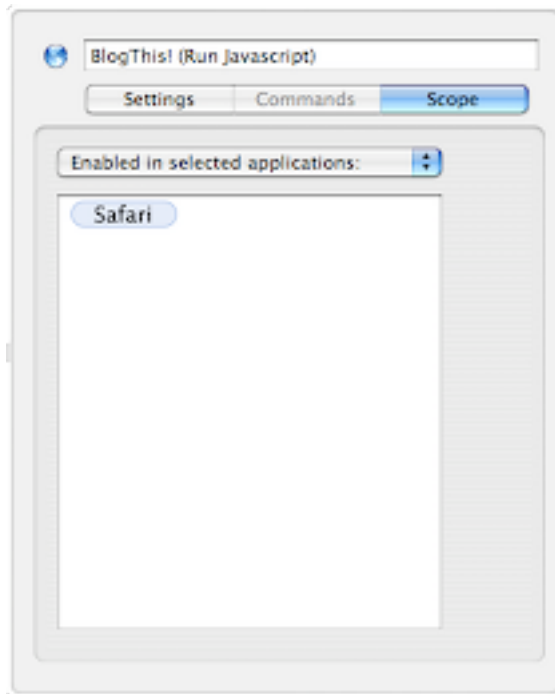 BlogThis! (Run Javascript)
Settings Commands Scope
Enabled in selected applications:
Safari